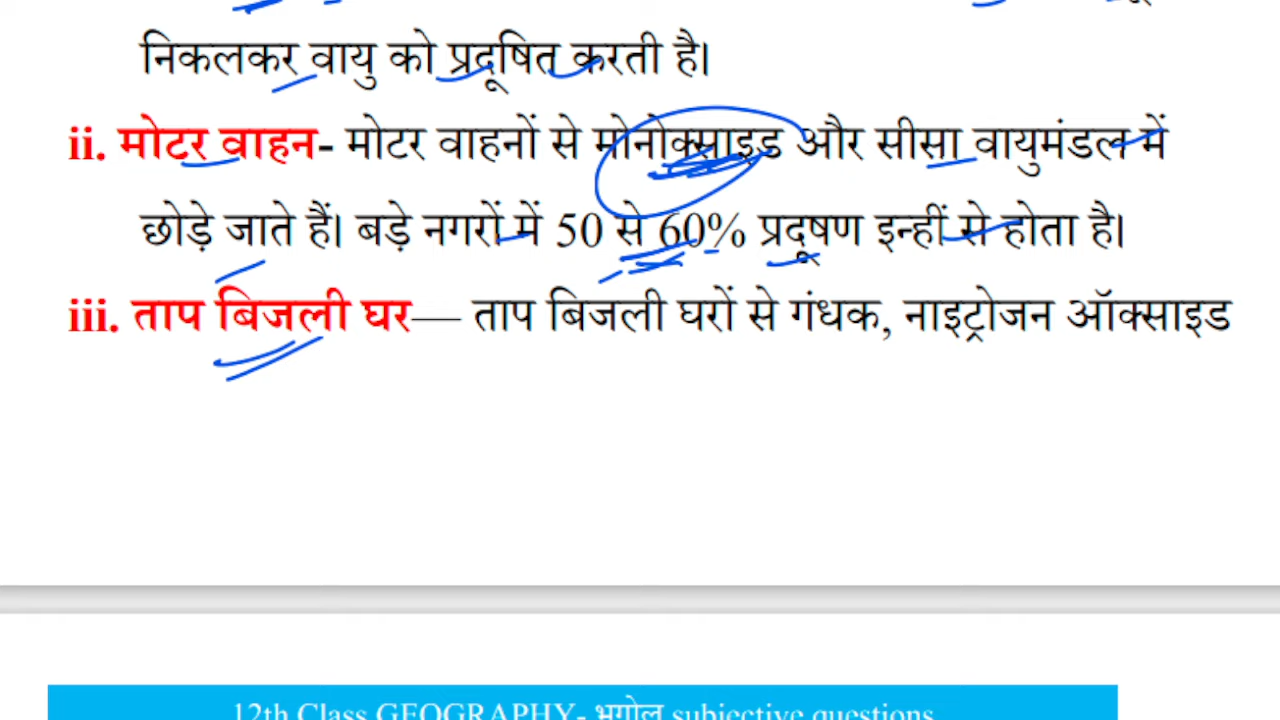 निकलकर वायु को प्रदूषित करती है।
ii. मोटर वाहन- मोटर वाहनों से मोनोक्साइड और सीसा वायुमंडल में
छोड़े जाते हैं। बड़े नगरों में 50 से 60% प्रदूषण इन्हीं से होता है।
iii. ताप बिजली घर— ताप बिजली घरों से गंधक, नाइट्रोजन ऑक्साइड
12th Class GEOGRAPHY- भूगोल subjective questions